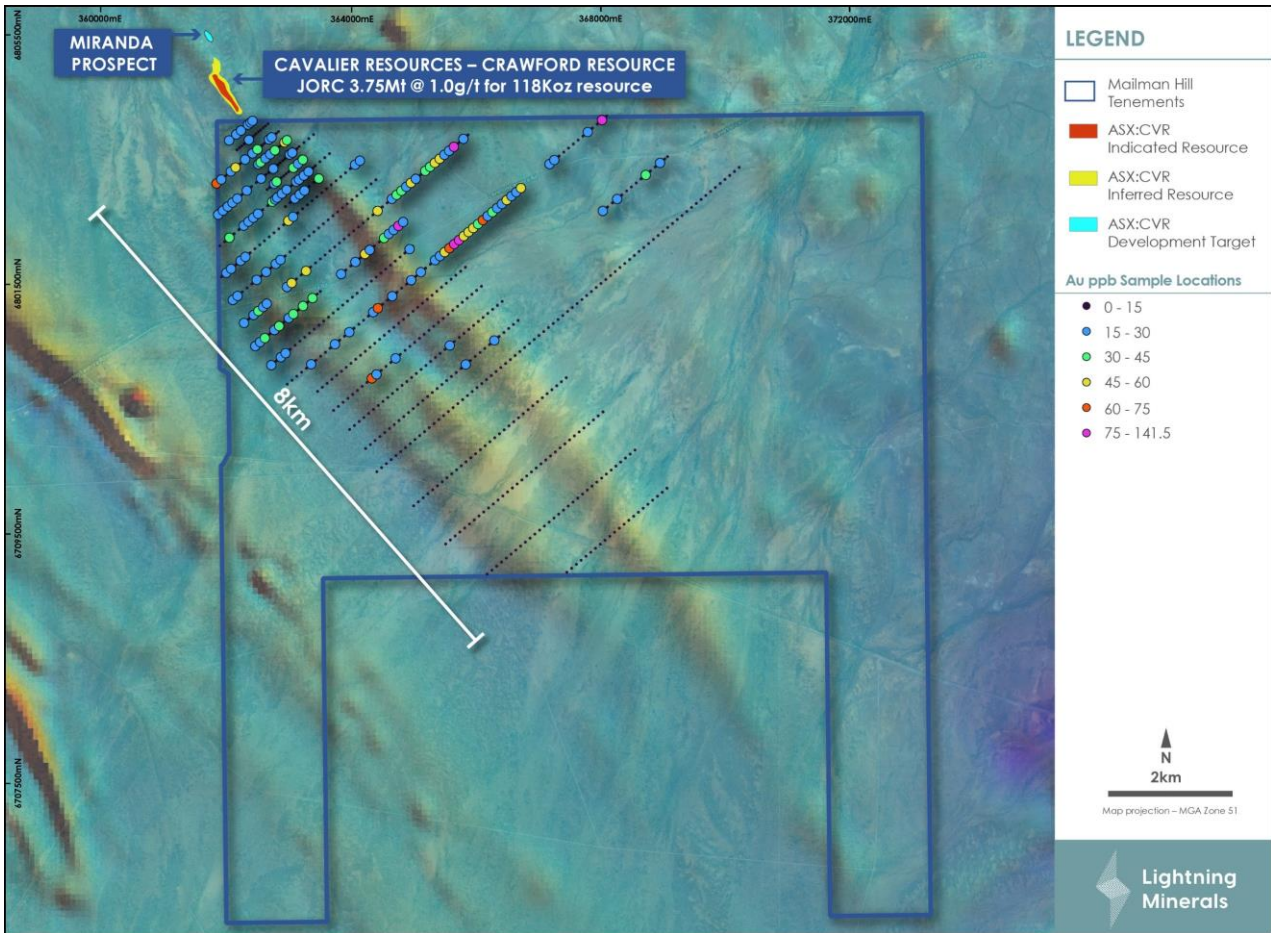 360000mE
364000mE
368000mE
372000mE
6805500mN
6801500mN
6709500mN
6707500mN
MIRANDA
PROSPECT
CAVALIER RESOURCES – CRAWFORD RESOURCE
JORC 3.75Mt @ 1.0g/t for 118Koz resource
8km
LEGEND
Mailman Hill
Tenements
ASX:CVR
Indicated Resource
ASX:CVR
Inferred Resource
ASX:CVR
Development Target
Au ppb Sample Locations
0 - 15
15 - 30
30 - 45
45 - 60
60 - 75
75 - 141.5
N
2km
Map projection – MGA Zone 51
Lightning
Minerals